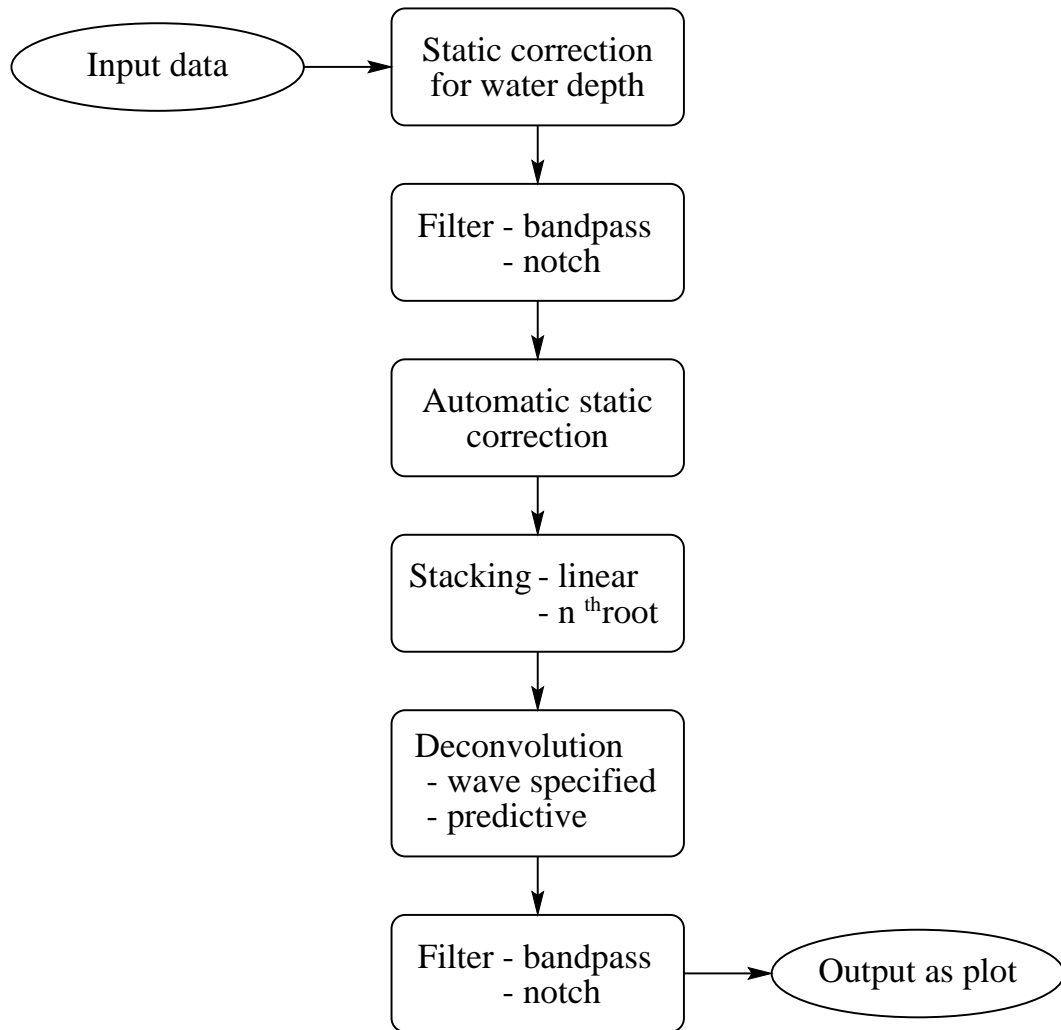 Input data
Static correction
for water depth
Filter - bandpass
- notch
Automatic static
correction
Stacking - linear
- n th root
Deconvolution
- wave specified
- predictive
Filter - bandpass
- notch
Output as plot